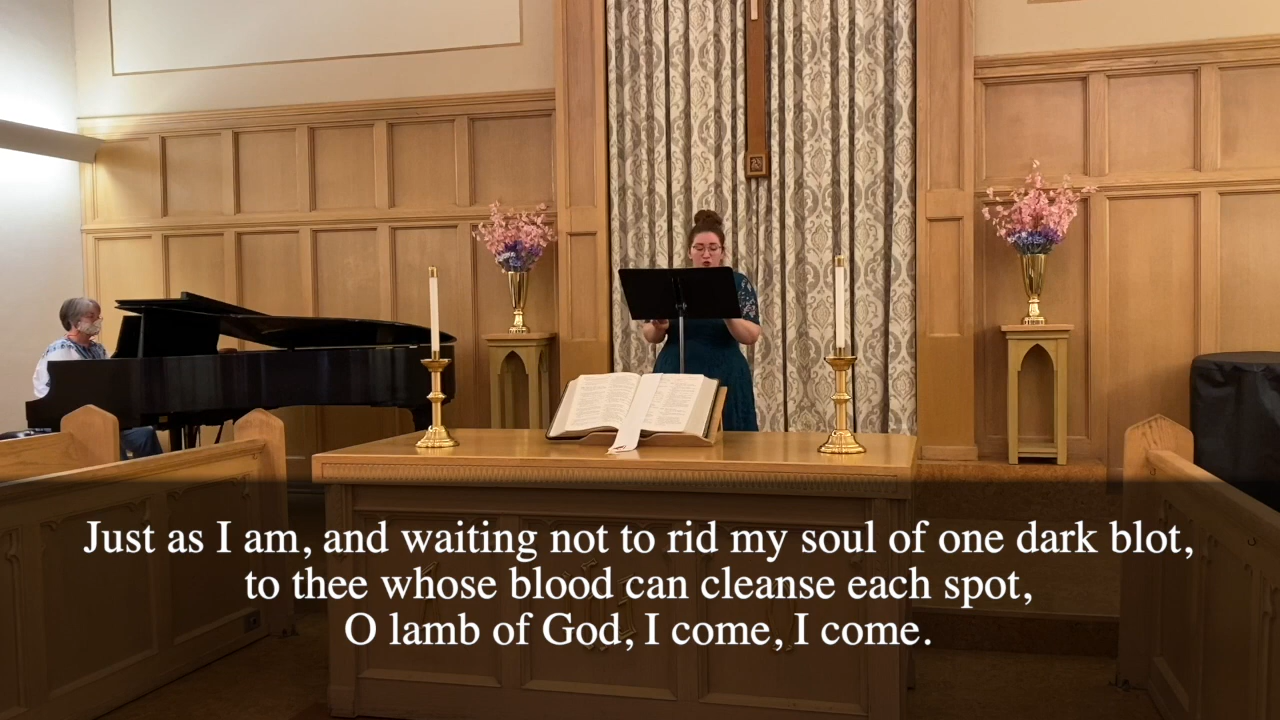 Just as I am, and waiting not to rid my soul of one dark blot,
to thee whose blood can cleanse each spot,
O lamb of God, I come, I come.